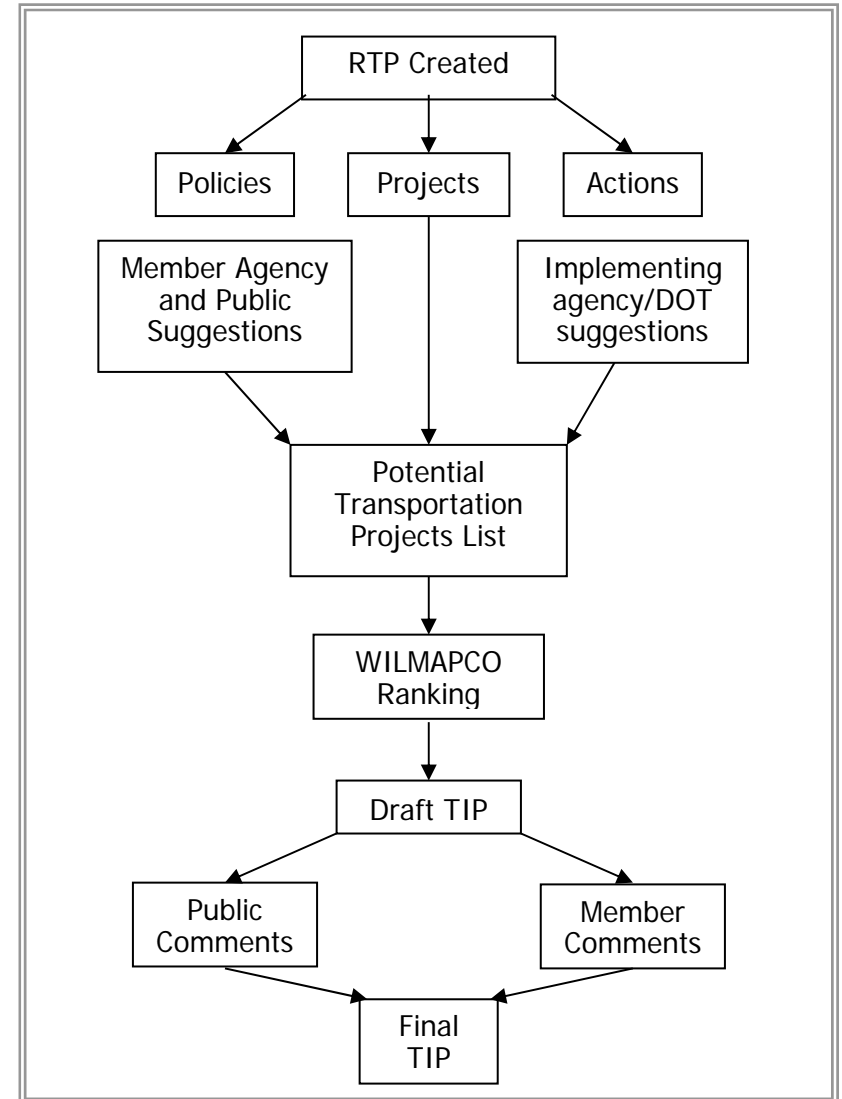 RTP Created
Policies
Projects
Actions
Member Agency
and Public
Suggestions
Implementing
agency/DOT
suggestions
Potential
Transportation
Projects List
WILMAPCO
Ranking
Draft TIP
Public
Comments
Member
Comments
Final
TIP